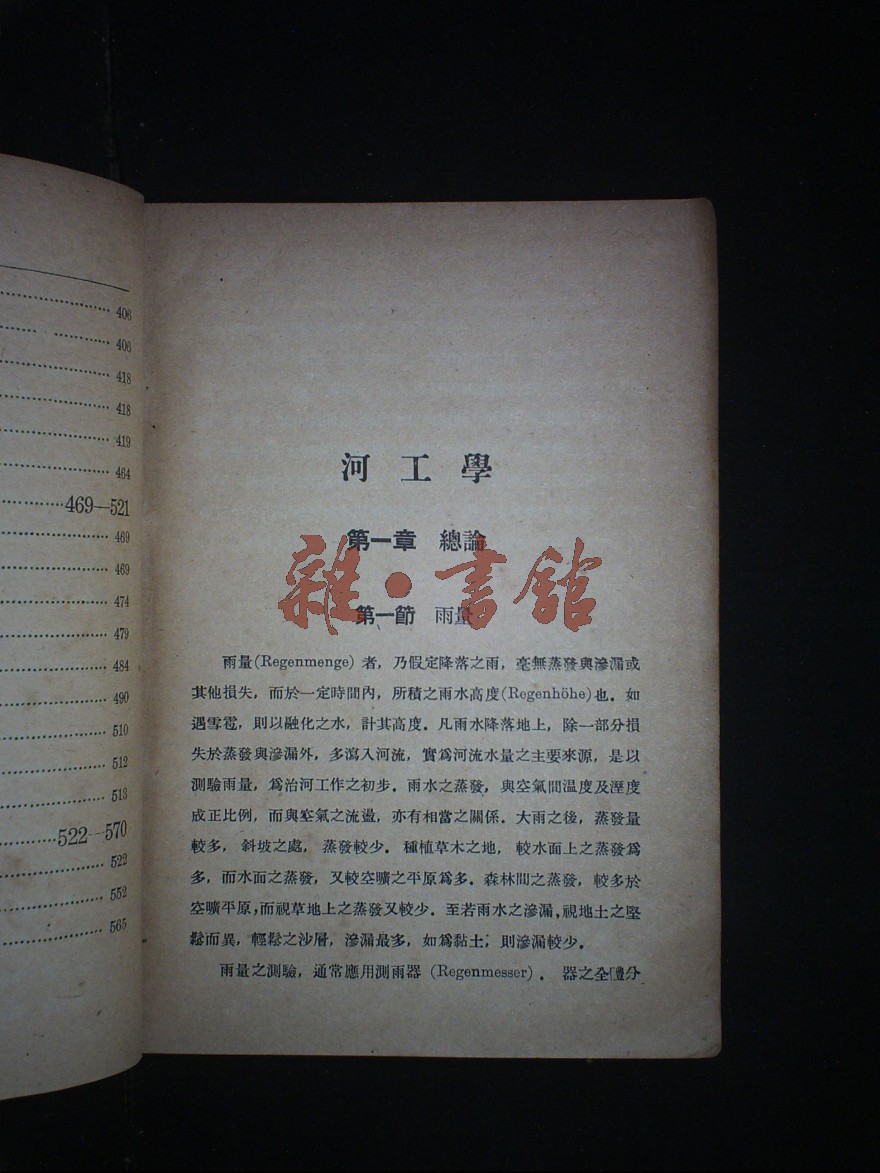 406
406
418
418
419
464
469—521
469
469
474
479
484
490
510
512
513
522—570
522
552
565
河工學
第一章 總論
雜·書館
第一節 雨量
雨量(Regenmenge)者，乃假定降落之雨，毫無蒸發與滲漏或
其他損失，而於一定時間內，所積之雨水高度(Regenhöhe)也．如
遇雪雹，則以融化之水，計其高度．凡雨水降落地上，除一部分損
失於蒸發與滲漏外，多瀉入河流，實爲河流水量之主要來源，是以
測驗雨量，爲治河工作之初步．雨水之蒸發，與空氣間温度及溼度
成正比例，而與空氣之流盪，亦有相當之關係．大雨之後，蒸發量
較多，斜坡之處，蒸發較少．種植草木之地，較水面上之蒸發爲
多，而水面之蒸發，又較空曠之平原爲多．森林間之蒸發，較多於
空曠平原，而視草地上之蒸發又較少．至若雨水之滲漏，視地土之堅
鬆而異，輕鬆之沙層，滲漏最多，如爲黏土，則滲漏較少．
雨量之測驗，通常應用測雨器(Regenmesser)．器之全體分